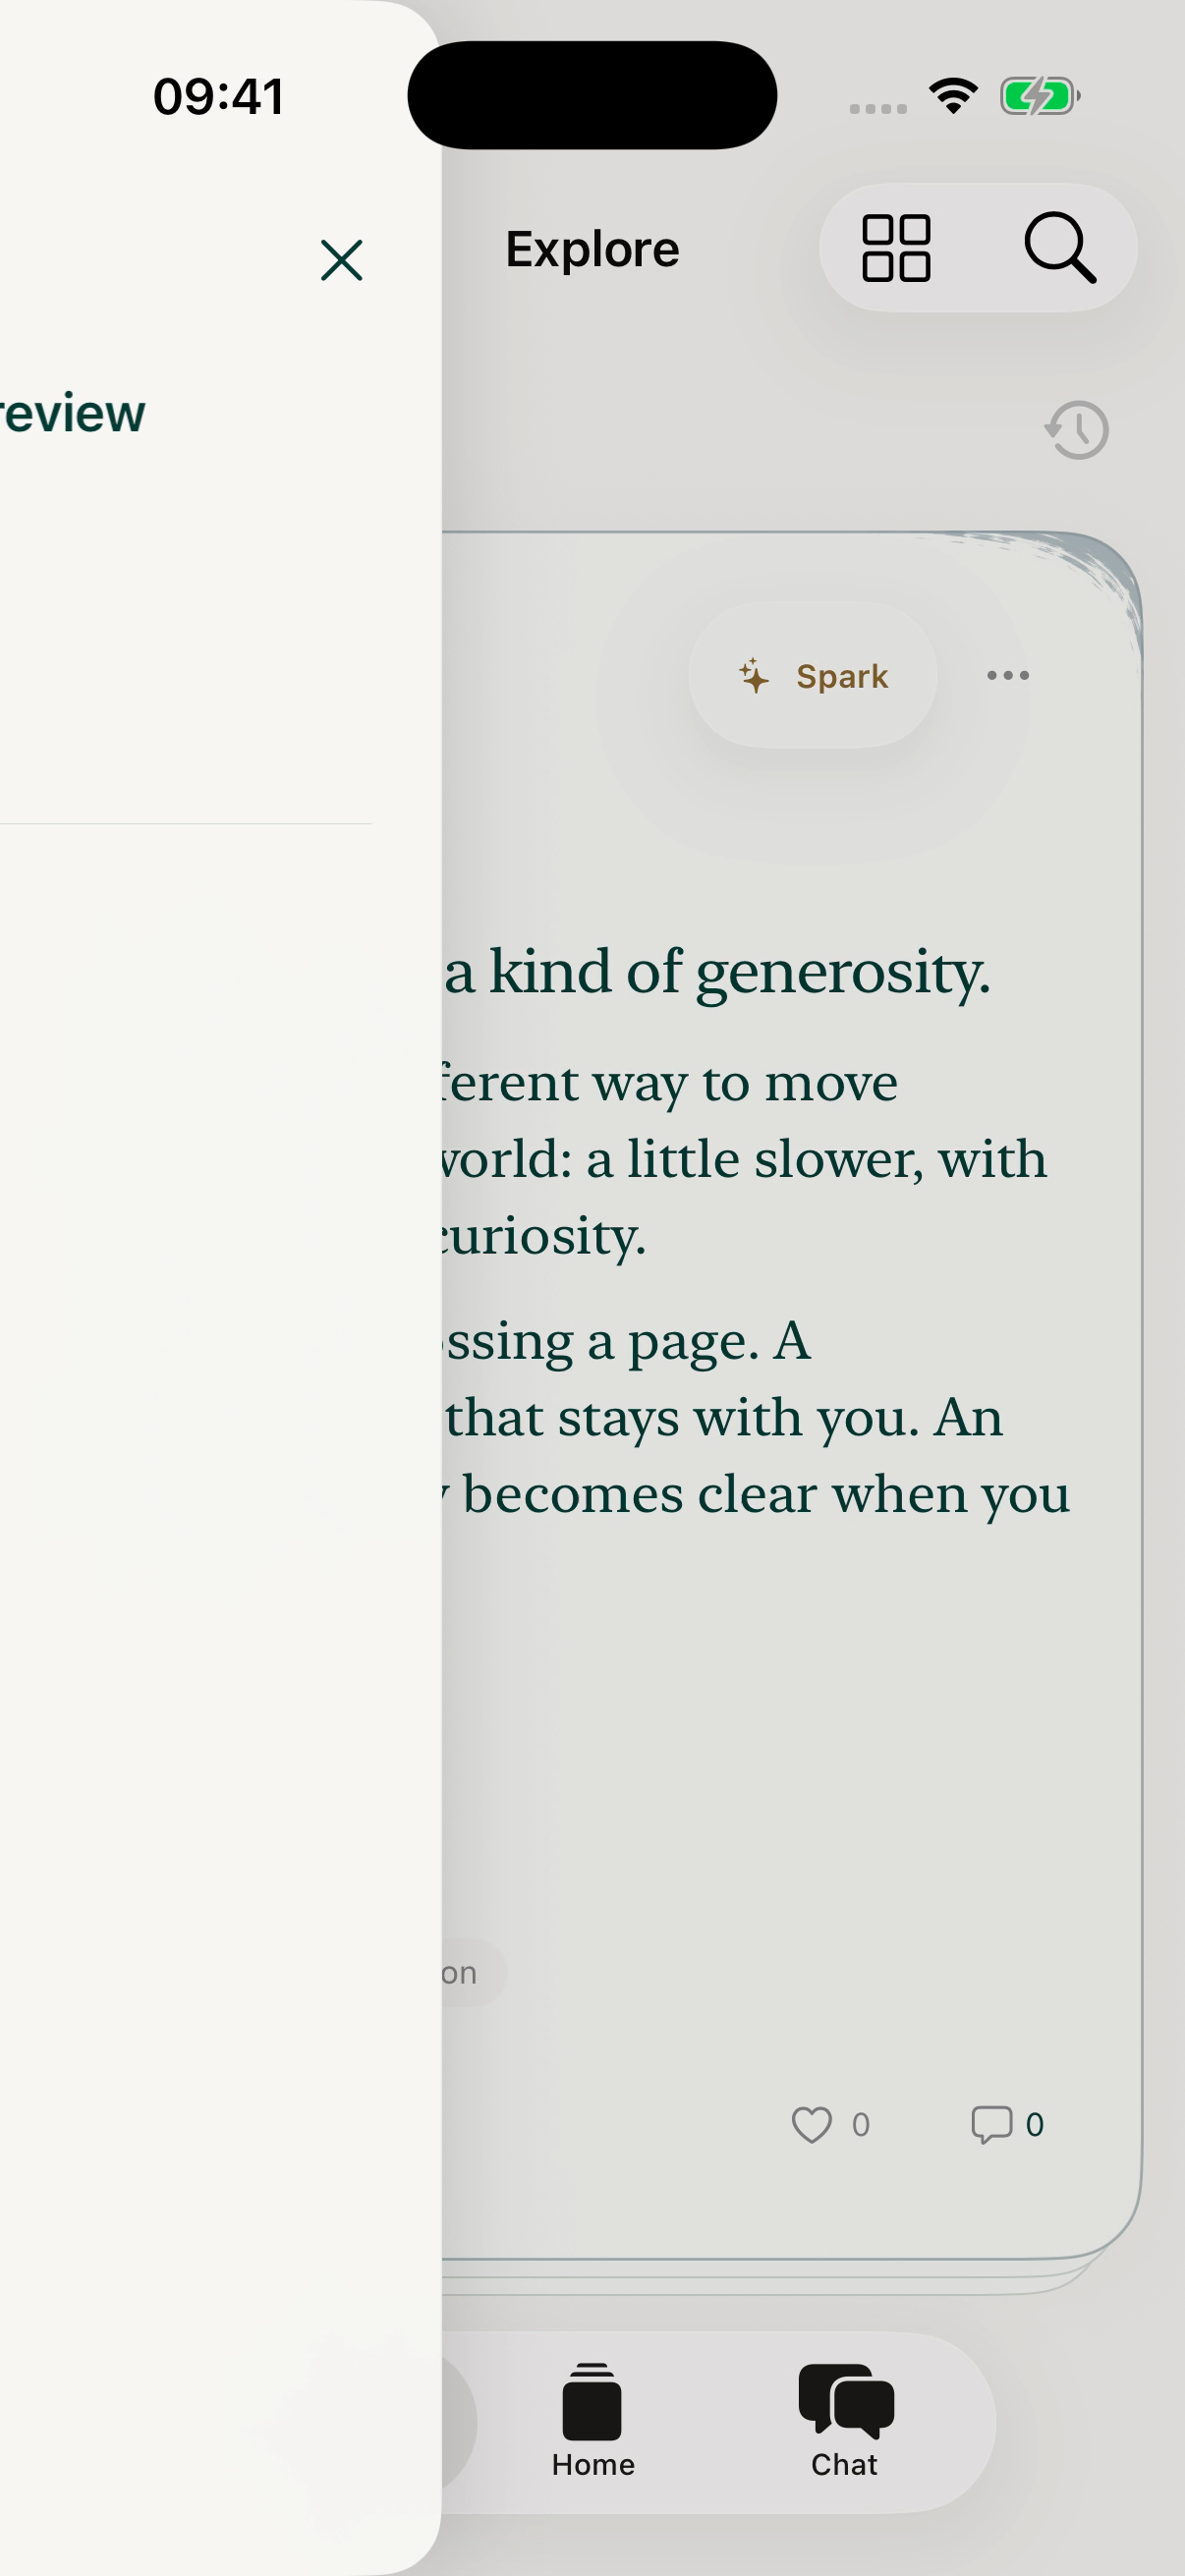 09:41
Explore
review
Spark
a kind of generosity.
ferent way to move
world: a little slower, with
curiosity.
ssing a page. A
that stays with you. An
becomes clear when you
on
0
0
Home
Chat